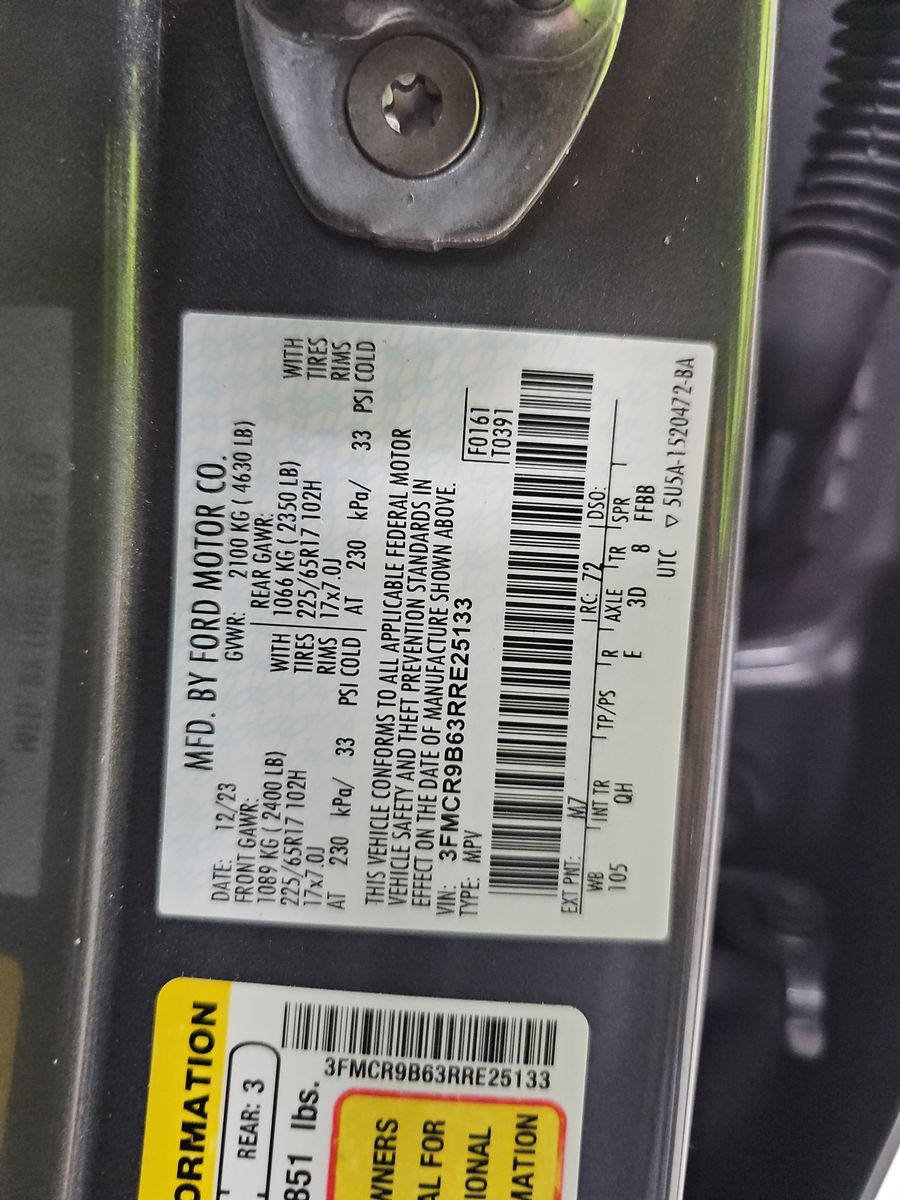 MFD. BY FORD MOTOR CO.
DATE: 12/23 GVWR: 2100 KG ( 4630 LB)
FRONT GAWR: REAR GAWR:
1089 KG ( 2400 LB) WITH 1066 KG ( 2350 LB) WITH
225/65R17 102H TIRES 225/65R17 102H TIRES
17x7.0J RIMS 17x7.0J RIMS
AT 230 kPa/ 33 PSI COLD AT 230 kPa/ 33 PSI COLD
THIS VEHICLE CONFORMS TO ALL APPLICABLE FEDERAL MOTOR
VEHICLE SAFETY AND THEFT PREVENTION STANDARDS IN
EFFECT ON THE DATE OF MANUFACTURE SHOWN ABOVE.
VIN: 3FMCR9B63RRE25133 F0161
TYPE: MPV T0391
EXT PNT: M7 RC: 72 DSO:
WB INT TR TP/PS R AXLE TR SPR
105 QH E 3D 8 FFBB
UTC ▽ 5U5A-1520472-BA
ORMATION
REAR: 3
851 lbs.
3FMCR9B63RRE25133
WNERS
AL FOR
IONAL
MATION